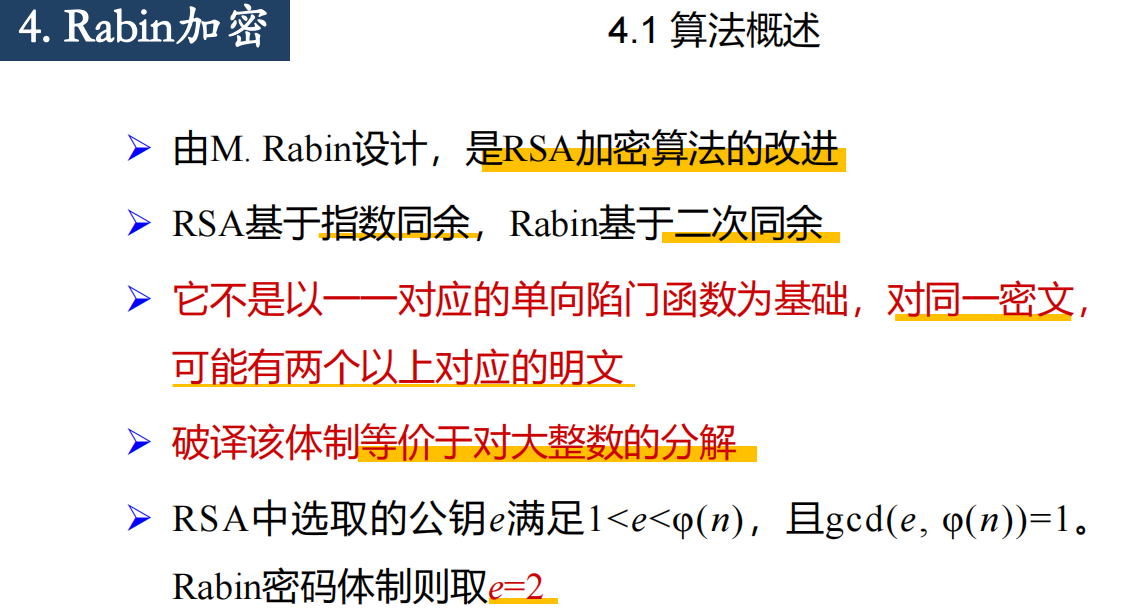 4. Rabin加密
4.1 算法概述
由M. Rabin设计，是RSA加密算法的改进
RSA基于指数同余，Rabin基于二次同余
它不是以一一对应的单向陷门函数为基础，对同一密文，
可能有两个以上对应的明文
破译该体制等价于对大整数的分解
RSA中选取的公钥e满足1<e<φ(n)，且gcd(e, φ(n))=1。
Rabin密码体制则取e=2